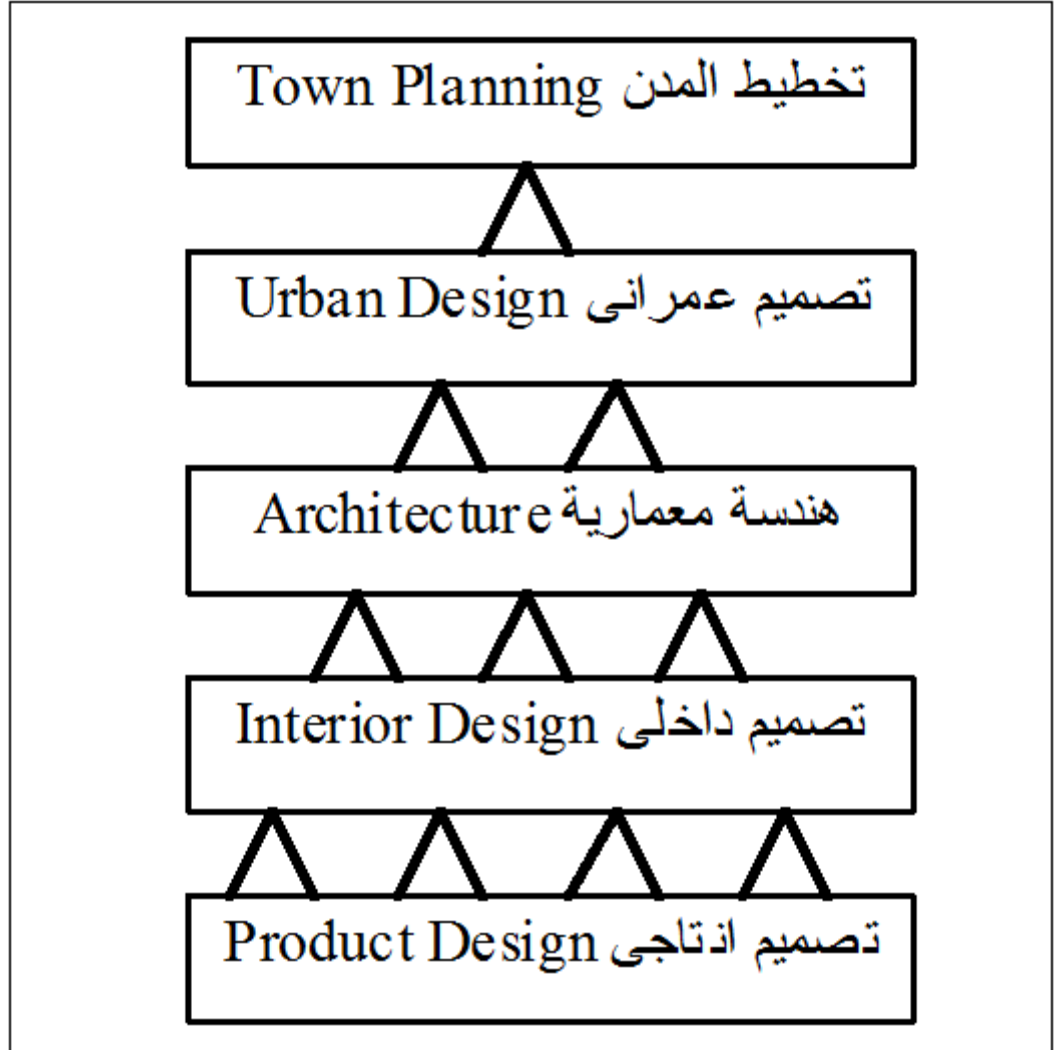 Town Planning تخطيط المدن
Urban Design تصميم عمرانى
Architecture هندسة معمارية
Interior Design تصميم داخلى
Product Design تصميم انتاجى